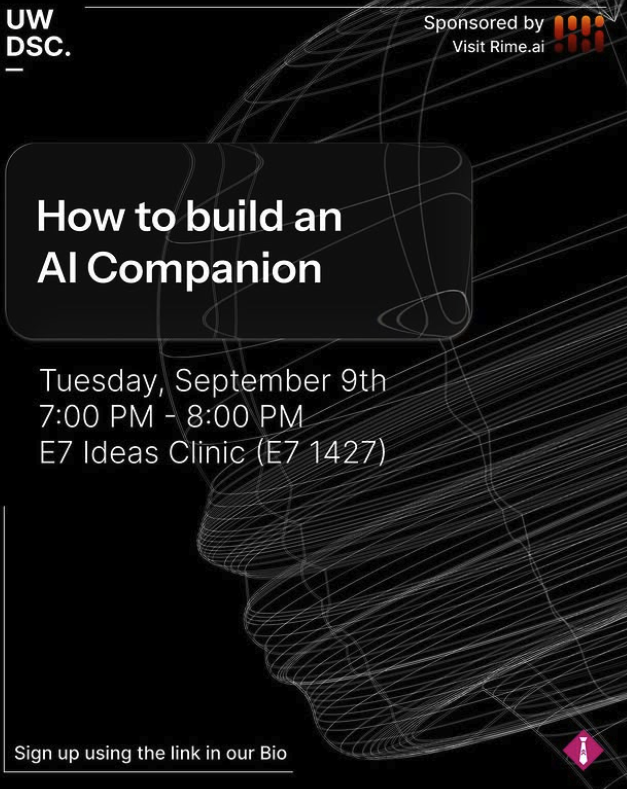 UW
DSC.
Sponsored by
Visit Rime.ai
How to build an
AI Companion
Tuesday, September 9th
7:00 PM - 8:00 PM
E7 Ideas Clinic (E7 1427)
Sign up using the link in our Bio